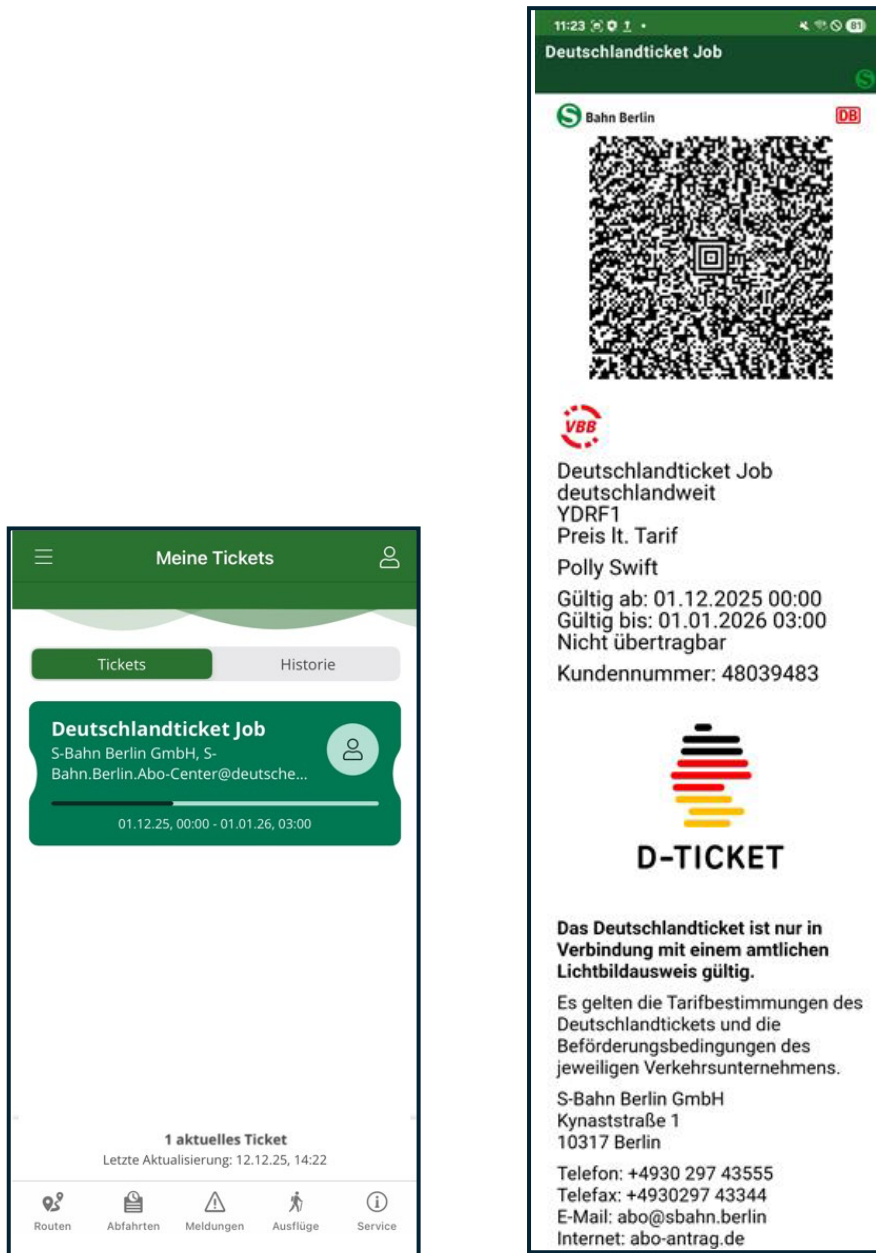 Meine Tickets
Tickets
Historie
Deutschlandticket Job
S-Bahn Berlin GmbH, S-
Bahn.Berlin.Abo-Center@deutsche...
01.12.25, 00:00 - 01.01.26, 03:00
1 aktuelles Ticket
Letzte Aktualisierung: 12.12.25, 14:22
Routen
Abfahrten
Meldungen
Ausflüge
Service
11:23
81
Deutschlandticket Job
S
S Bahn Berlin
DB
VBB
Deutschlandticket Job
deutschlandweit
YDRF1
Preis lt. Tarif
Polly Swift
Gültig ab: 01.12.2025 00:00
Gültig bis: 01.01.2026 03:00
Nicht übertragbar
Kundennummer: 48039483
D-TICKET
Das Deutschlandticket ist nur in
Verbindung mit einem amtlichen
Lichtbildausweis gültig.
Es gelten die Tarifbestimmungen des
Deutschlandtickets und die
Beförderungsbedingungen des
jeweiligen Verkehrsunternehmens.
S-Bahn Berlin GmbH
Kynaststraße 1
10317 Berlin
Telefon: +4930 297 43555
Telefax: +4930297 43344
E-Mail: abo@sbahn.berlin
Internet: abo-antrag.de